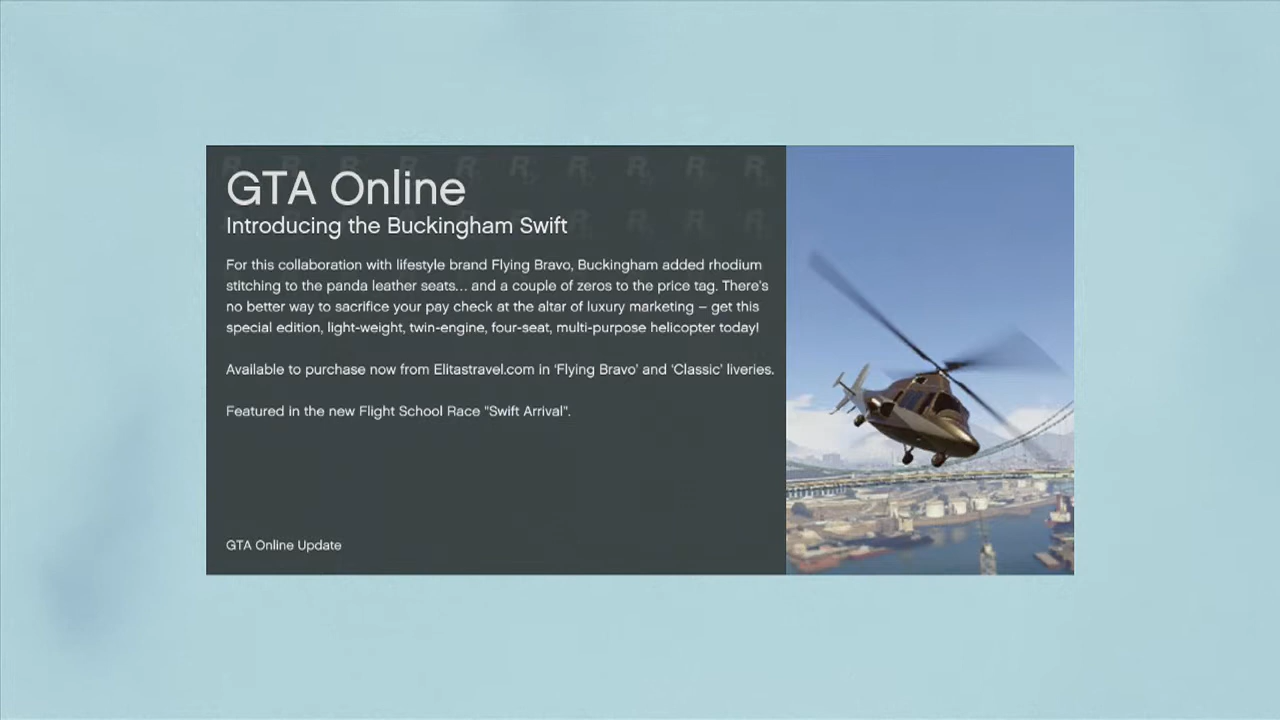 GTA Online
Introducing the Buckingham Swift
For this collaboration with lifestyle brand Flying Bravo, Buckingham added rhodium
stitching to the panda leather seats... and a couple of zeros to the price tag. There's
no better way to sacrifice your pay check at the altar of luxury marketing – get this
special edition, light-weight, twin-engine, four-seat, multi-purpose helicopter today!
Available to purchase now from Elitastravel.com in ‘Flying Bravo’ and ‘Classic’ liveries.
Featured in the new Flight School Race “Swift Arrival”.
GTA Online Update